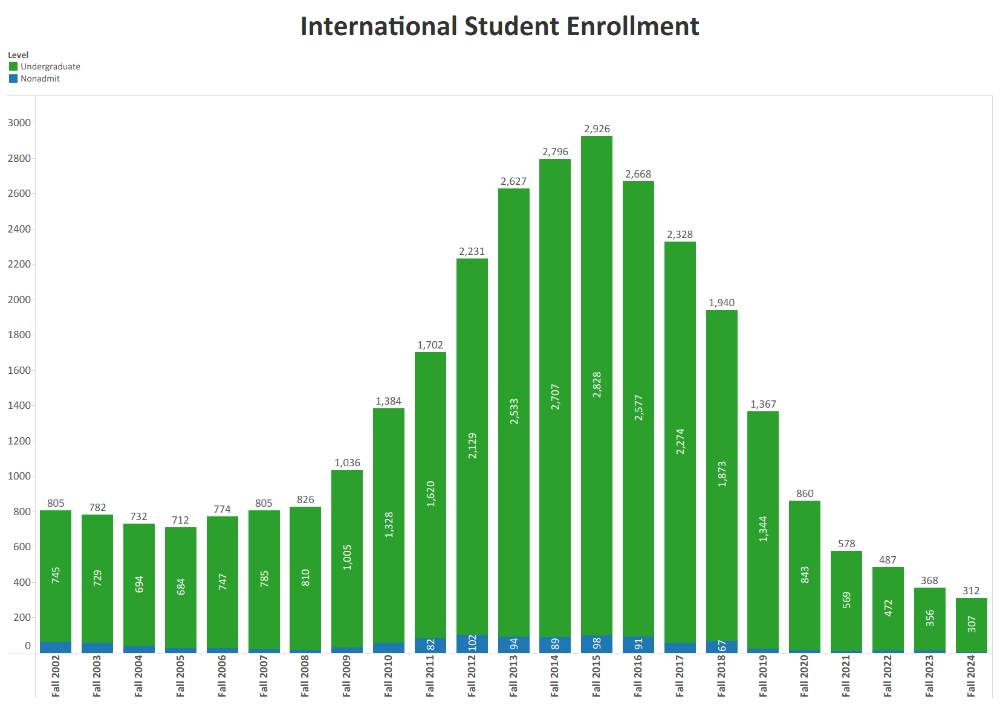 International Student Enrollment
Level
Undergraduate
Nonadmit
3000
2800
2600
2400
2200
2000
1800
1600
1400
1200
1000
800
600
400
200
0
805
782
732
712
774
805
826
1,036
1,384
1,702
2,231
2,627
2,796
2,926
2,668
2,328
1,940
1,367
860
578
487
368
312
745
729
694
684
747
785
810
1,005
1,328
1,620
2,129
2,533
2,707
2,828
2,577
2,274
1,873
1,344
843
569
472
356
307
82
102
94
89
98
91
67
Fall 2002
Fall 2003
Fall 2004
Fall 2005
Fall 2006
Fall 2007
Fall 2008
Fall 2009
Fall 2010
Fall 2011
Fall 2012
Fall 2013
Fall 2014
Fall 2015
Fall 2016
Fall 2017
Fall 2018
Fall 2019
Fall 2020
Fall 2021
Fall 2022
Fall 2023
Fall 2024